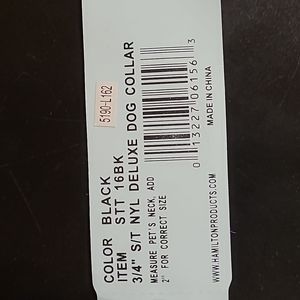 5190-L162
COLOR BLACK
ITEM STT 16BK
3/4" S/T NYL DELUXE DOG COLLAR
MEASURE PET'S NECK, ADD
2" FOR CORRECT SIZE
0 13227 06156 3
MADE IN CHINA
WWW.HAMILTONPRODUCTS.COM